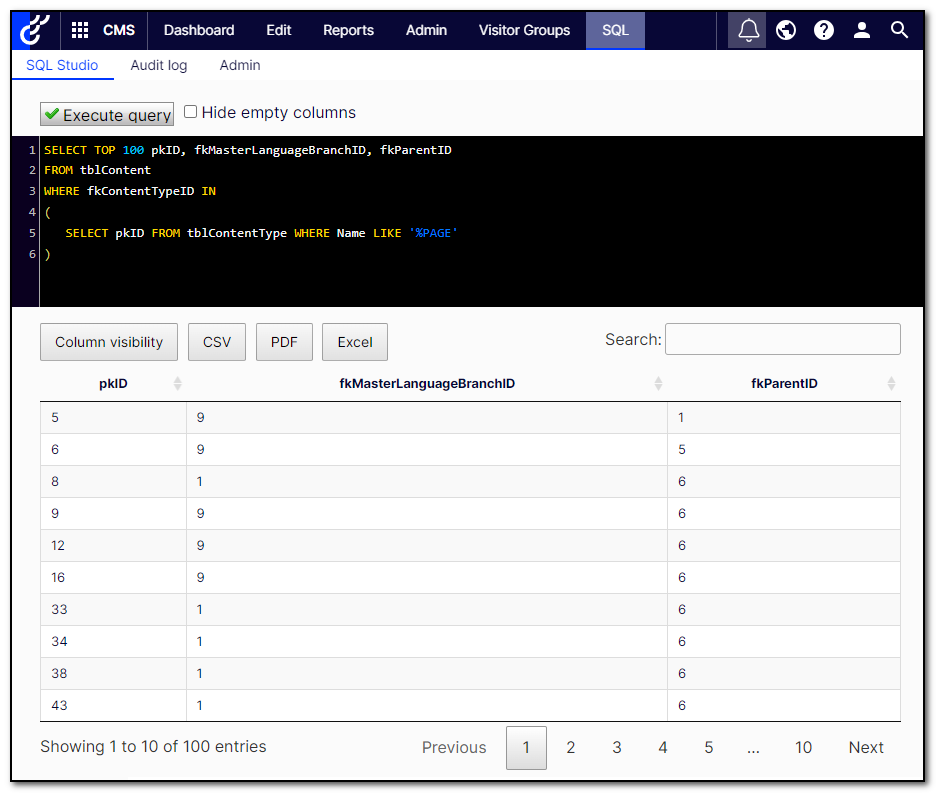 CMS Dashboard Edit Reports Admin Visitor Groups SQL
SQL Studio Audit log Admin
Execute query Hide empty columns
1 SELECT TOP 100 pkID, fkMasterLanguageBranchID, fkParentID
2 FROM tblContent
3 WHERE fkContentTypeID IN
4 (
5 SELECT pkID FROM tblContentType WHERE Name LIKE '%PAGE'
6 )
Column visibility CSV PDF Excel Search:
pkID fkMasterLanguageBranchID fkParentID
5 9 1
6 9 5
8 1 6
9 9 6
12 9 6
16 9 6
33 1 6
34 1 6
38 1 6
43 1 6
Showing 1 to 10 of 100 entries Previous 1 2 3 4 5 ... 10 Next